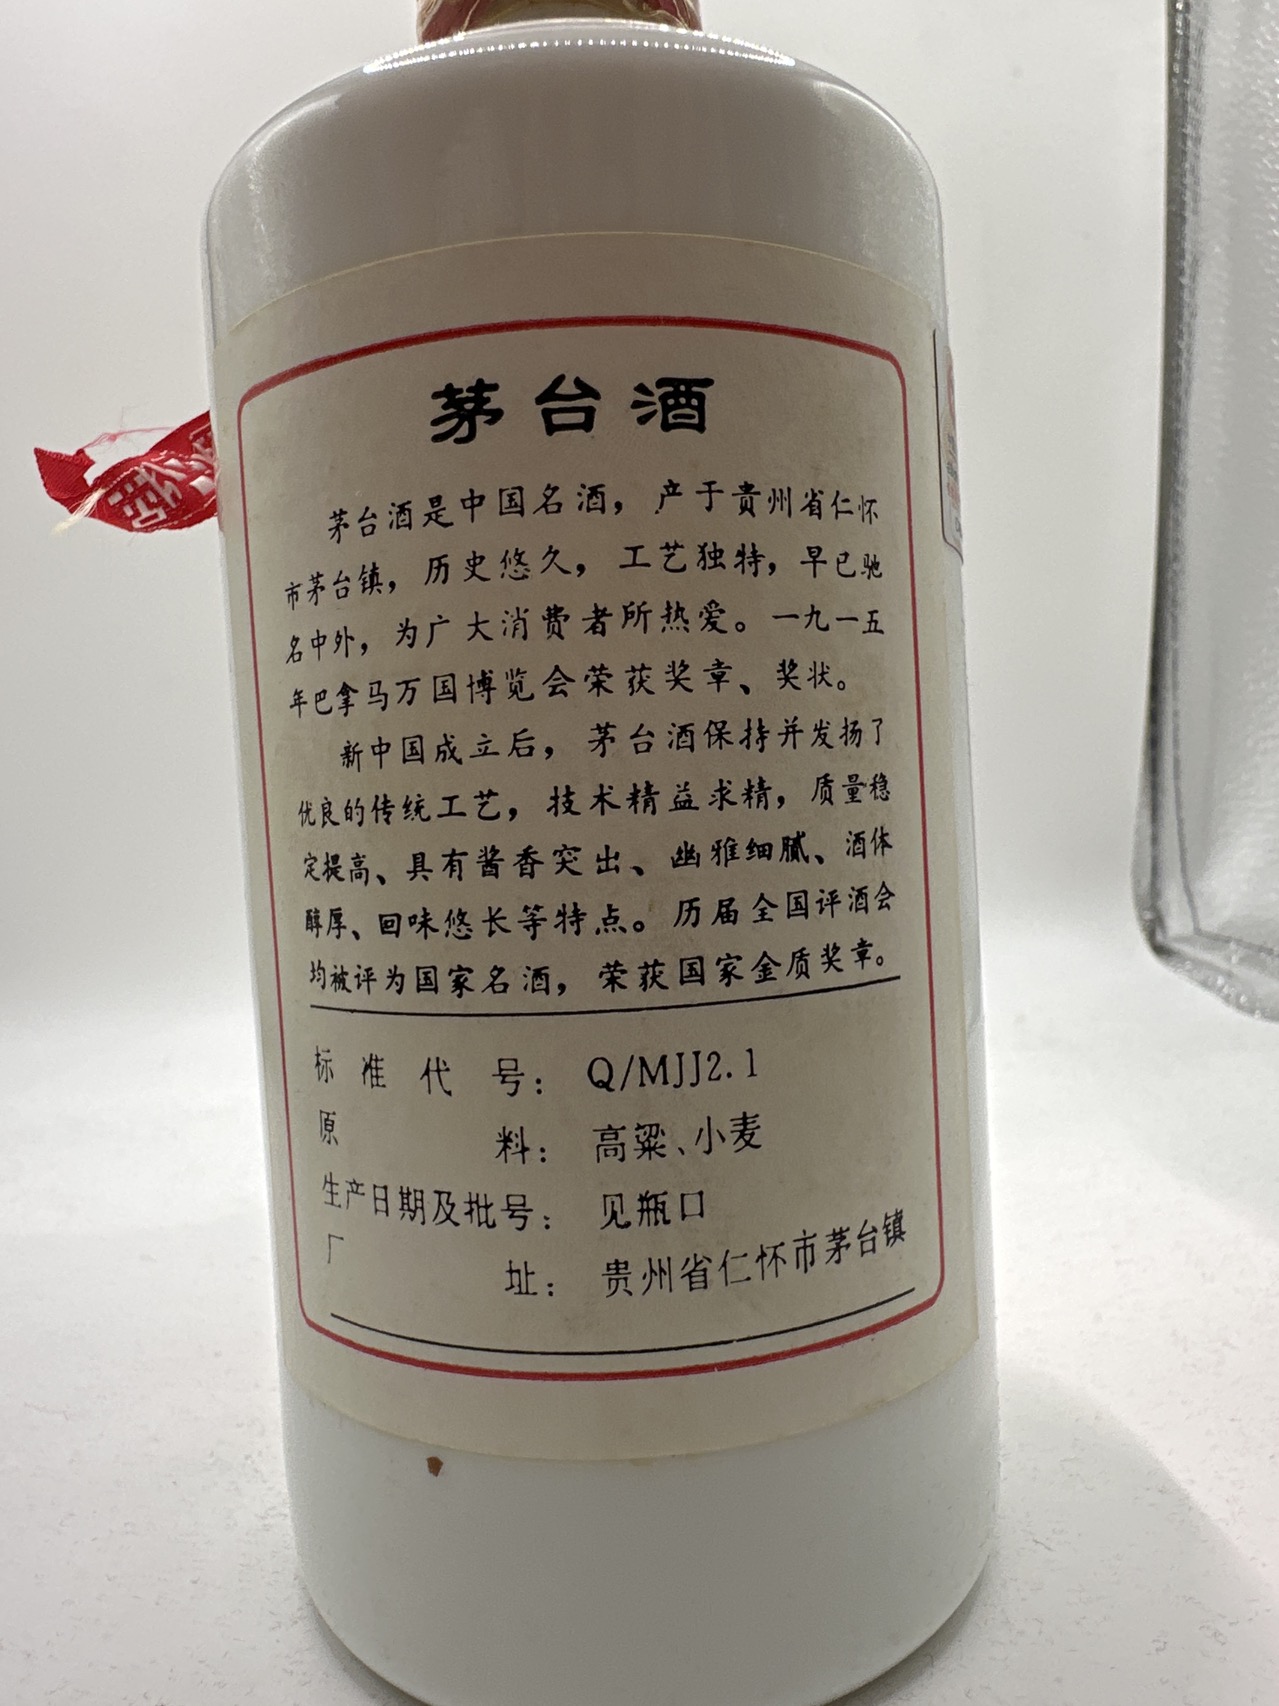 茅台酒
茅台酒是中国名酒，产于贵州省仁怀
市茅台镇，历史悠久，工艺独特，早已驰
名中外，为广大消费者所热爱。一九一五
年巴拿马万国博览会荣获奖章、奖状。
新中国成立后，茅台酒保持并发扬了
优良的传统工艺，技术精益求精，质量稳
定提高、具有酱香突出、幽雅细腻、酒体
醇厚、回味悠长等特点。历届全国评酒会
均被评为国家名酒，荣获国家金质奖章。
标准代号：Q/MJJ2.1
原料：高粱、小麦
生产日期及批号：见瓶口
厂址：贵州省仁怀市茅台镇